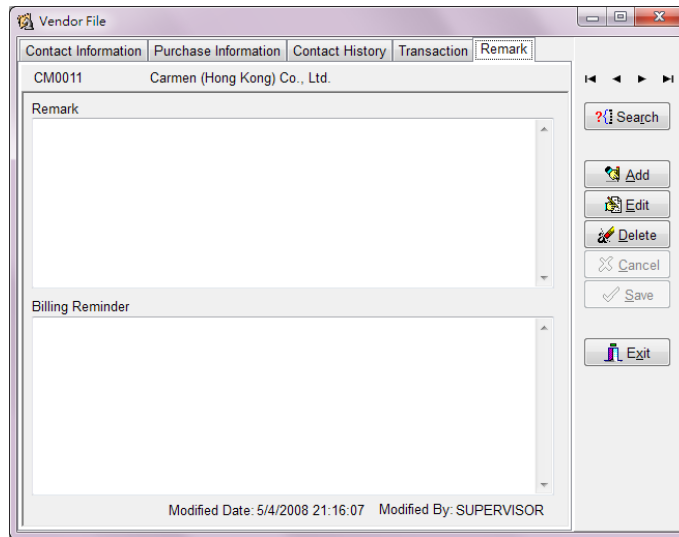 Vendor File
Contact Information Purchase Information Contact History Transaction Remark
CM0011 Carmen (Hong Kong) Co., Ltd.
Remark
Billing Reminder
Modified Date: 5/4/2008 21:16:07 Modified By: SUPERVISOR
Search
Add
Edit
Delete
Cancel
Save
Exit